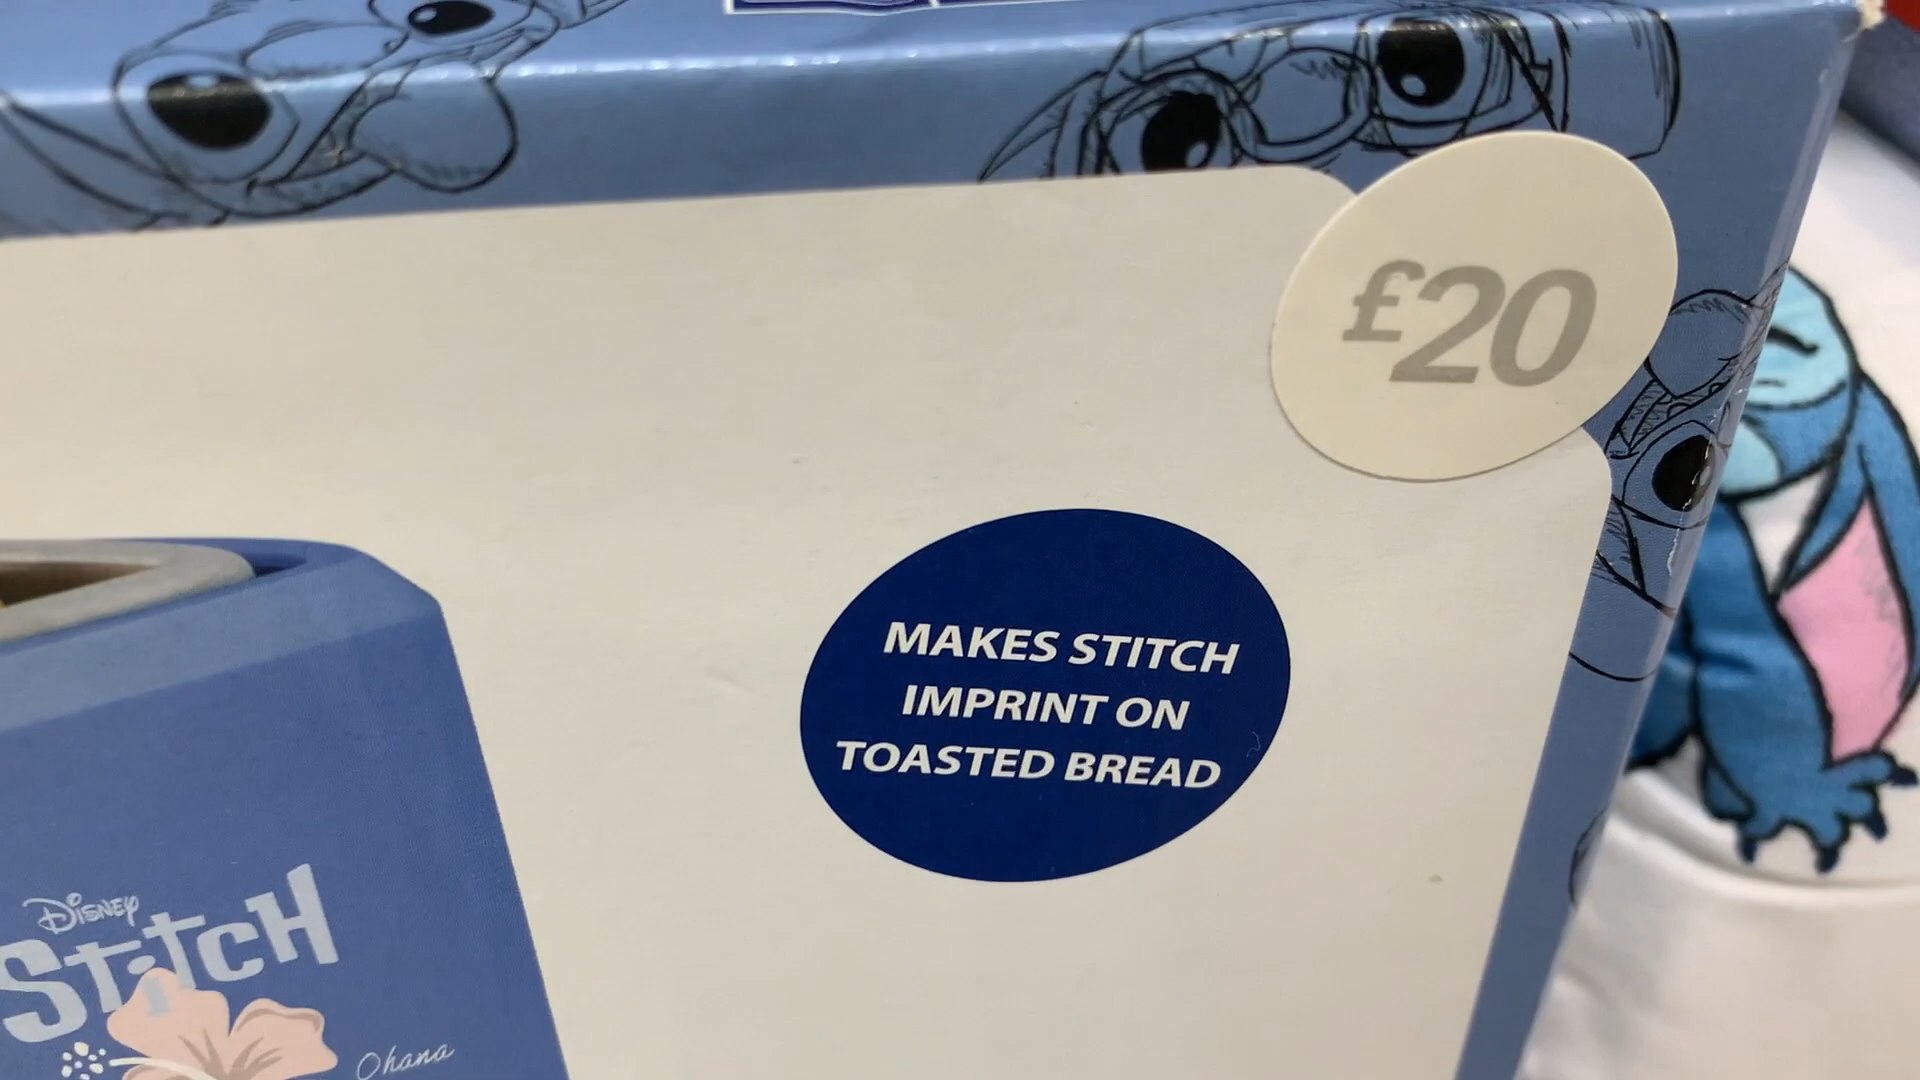 £20
MAKES STITCH
IMPRINT ON
TOASTED BREAD
Disney
Stitch
Ohana